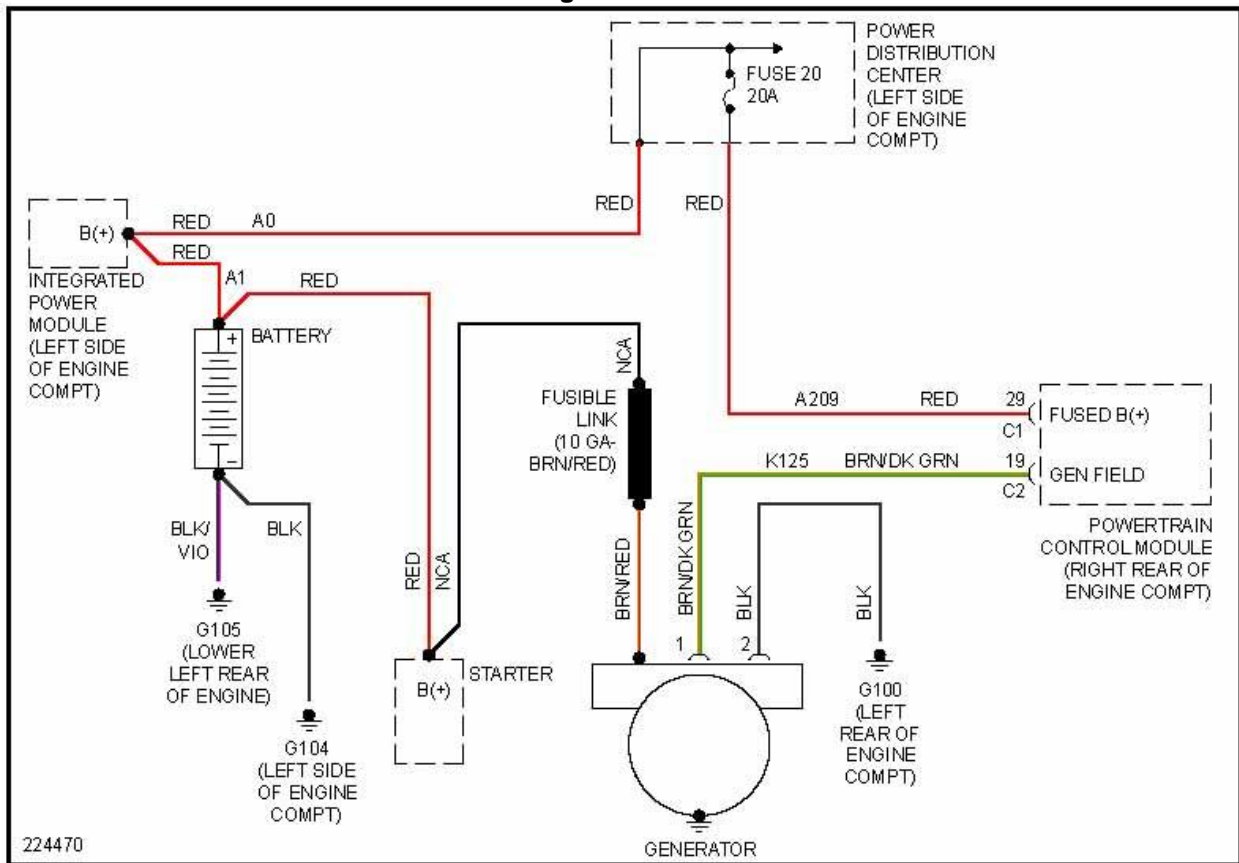 POWER
DISTRIBUTION
CENTER
(LEFT SIDE
OF ENGINE
COMPT)
FUSE 20
20A
RED
RED
RED
A0
B(+)
RED
INTEGRATED
POWER
MODULE
(LEFT SIDE
OF ENGINE
COMPT)
A1
RED
+
BATTERY
-
NCA
FUSIBLE
LINK
(10 GA-
BRN/RED)
A209
RED
29
C1
FUSED B(+)
K125
BRN/DK GRN
19
C2
GEN FIELD
POWERTRAIN
CONTROL MODULE
(RIGHT REAR OF
ENGINE COMPT)
BLK/
VIO
BLK
RED
NCA
BRN/RED
BRN/DK GRN
BLK
BLK
G105
(LOWER
LEFT REAR
OF ENGINE)
G104
(LEFT SIDE
OF ENGINE
COMPT)
B(+)
STARTER
1
2
G100
(LEFT
REAR OF
ENGINE
COMPT)
GENERATOR
224470